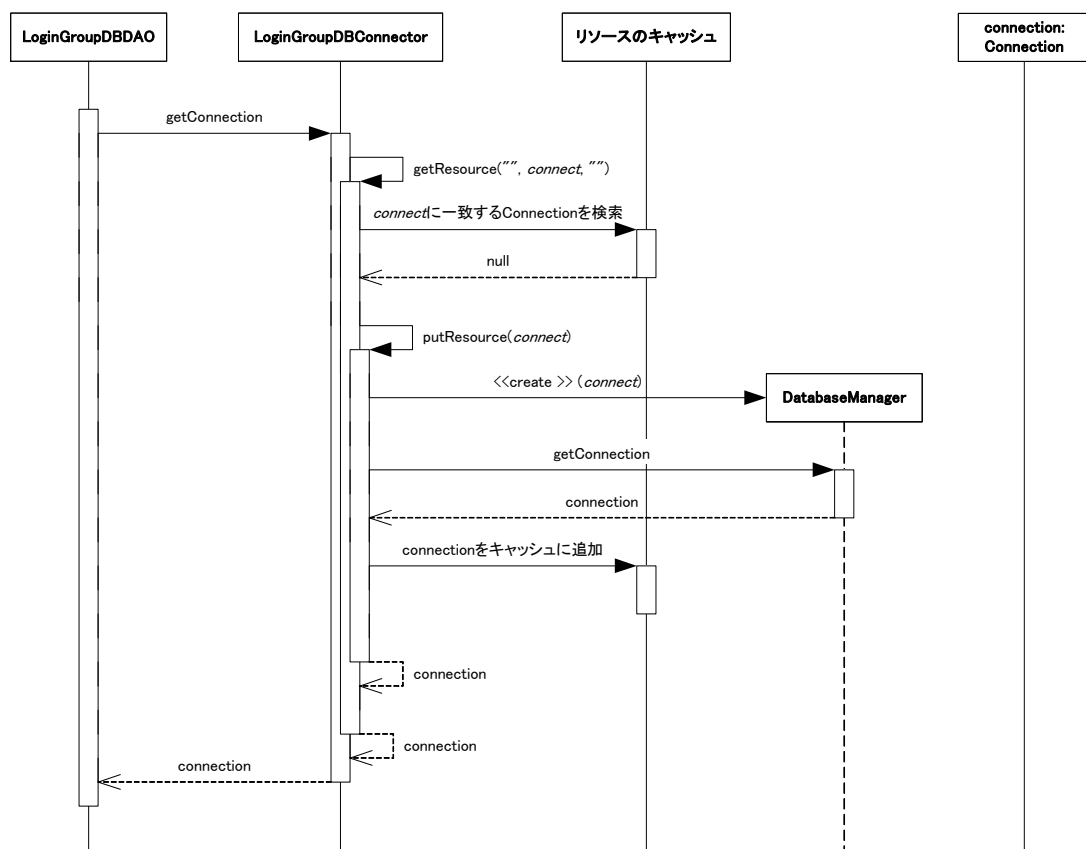 LoginGroupDBDAO
LoginGroupDBConnector
リソースのキャッシュ
connection:
Connection
getConnection
getResource("", connect, "")
connectに一致するConnectionを検索
null
putResource(connect)
<<create >> (connect)
DatabaseManager
getConnection
connection
connectionをキャッシュに追加
connection
connection
connection